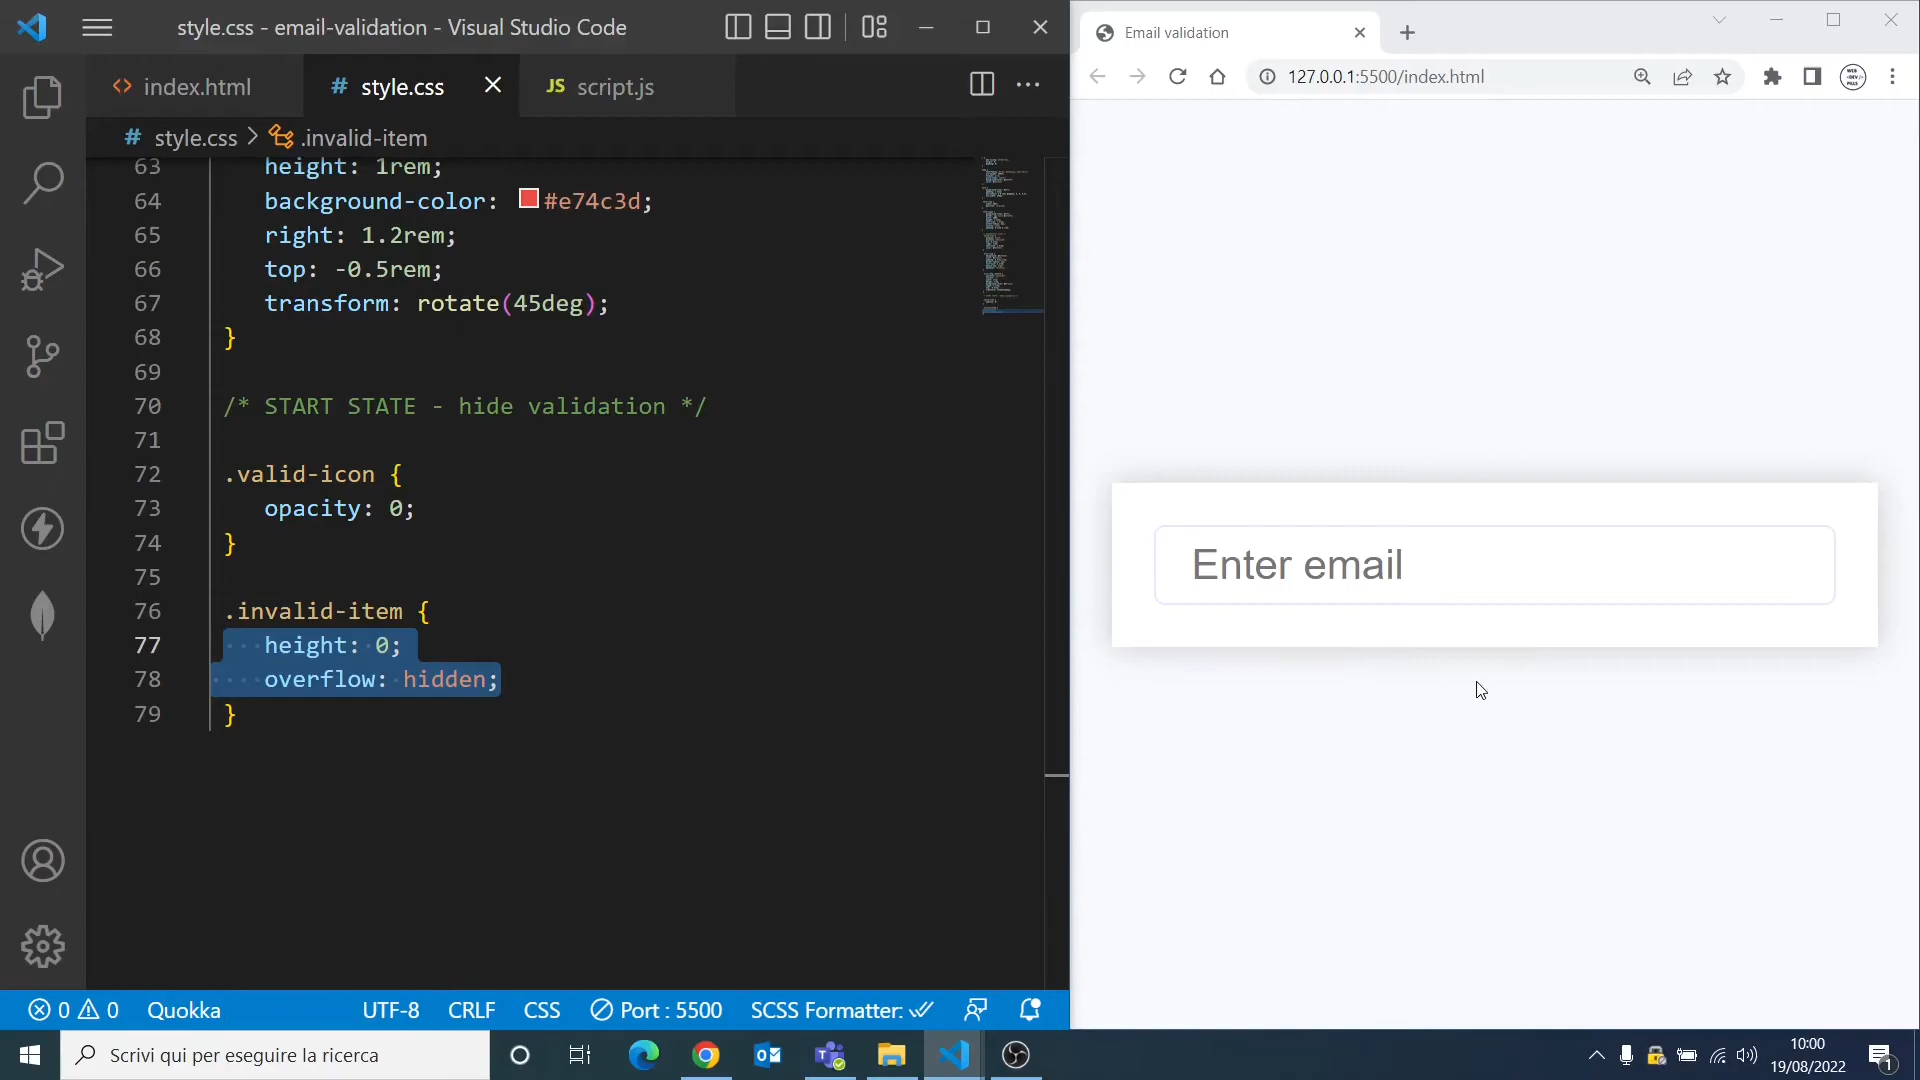 style.css - email-validation - Visual Studio Code
index.html
# style.css
JS script.js
# style.css > .invalid-item
63 height: 1rem;
64 background-color: #e74c3d;
65 right: 1.2rem;
66 top: -0.5rem;
67 transform: rotate(45deg);
68 }
69
70 /* START STATE - hide validation */
71
72 .valid-icon {
73 opacity: 0;
74 }
75
76 .invalid-item {
77 height: 0;
78 overflow: hidden;
79 }
0 0 Quokka UTF-8 CRLF CSS Port : 5500 SCSS Formatter:
Email validation
127.0.0.1:5500/index.html
Enter email
Scrivi qui per eseguire la ricerca
10:00
19/08/2022
1